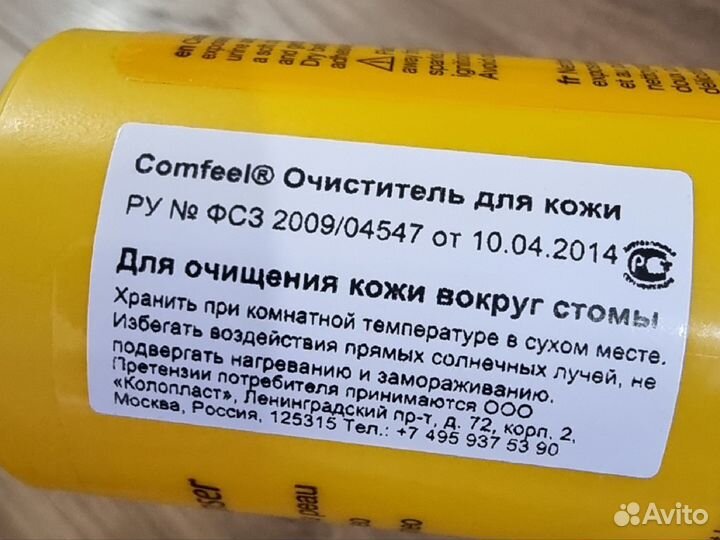 Comfeel® Очиститель для кожи
РУ № ФСЗ 2009/04547 от 10.04.2014
Для очищения кожи вокруг стомы
Хранить при комнатной температуре в сухом месте.
Избегать воздействия прямых солнечных лучей, не
подвергать нагреванию и замораживанию.
Претензии потребителя принимаются ООО
«Колопласт», Ленинградский пр-т, д. 72, корп. 2,
Москва, Россия, 125315 Тел.: +7 495 937 53 90
peau
Avito